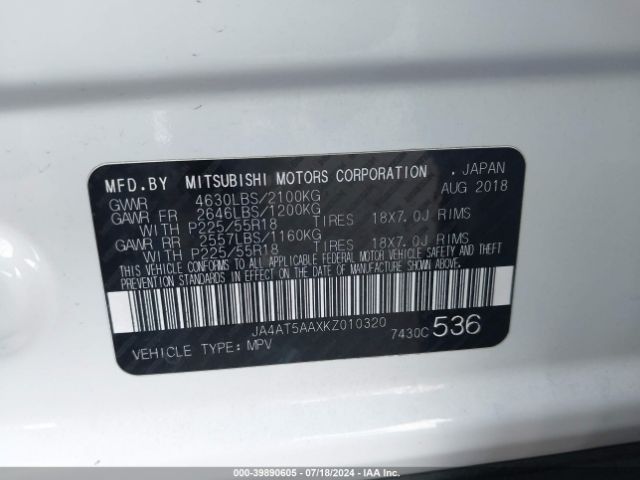 MFD.BY MITSUBISHI MOTORS CORPORATION . JAPAN
GVWR 4630LBS/2100KG AUG 2018
GAWR FR 2646LBS/1200KG
WITH P225/55R18 TIRES 18X7.0J RIMS
GAWR RR 2557LBS/1160KG
WITH P225/55R18 TIRES 18X7.0J RIMS
THIS VEHICLE CONFORMS TO ALL APPLICABLE FEDERAL MOTOR VEHICLE SAFETY AND THEFT
PREVENTION STANDARDS IN EFFECT ON THE DATE OF MANUFACTURE SHOWN ABOVE.
JA4AT5AAXKZ010320
VEHICLE TYPE: MPV 7430C 536
000-39890605 - 07/18/2024 - IAA Inc.